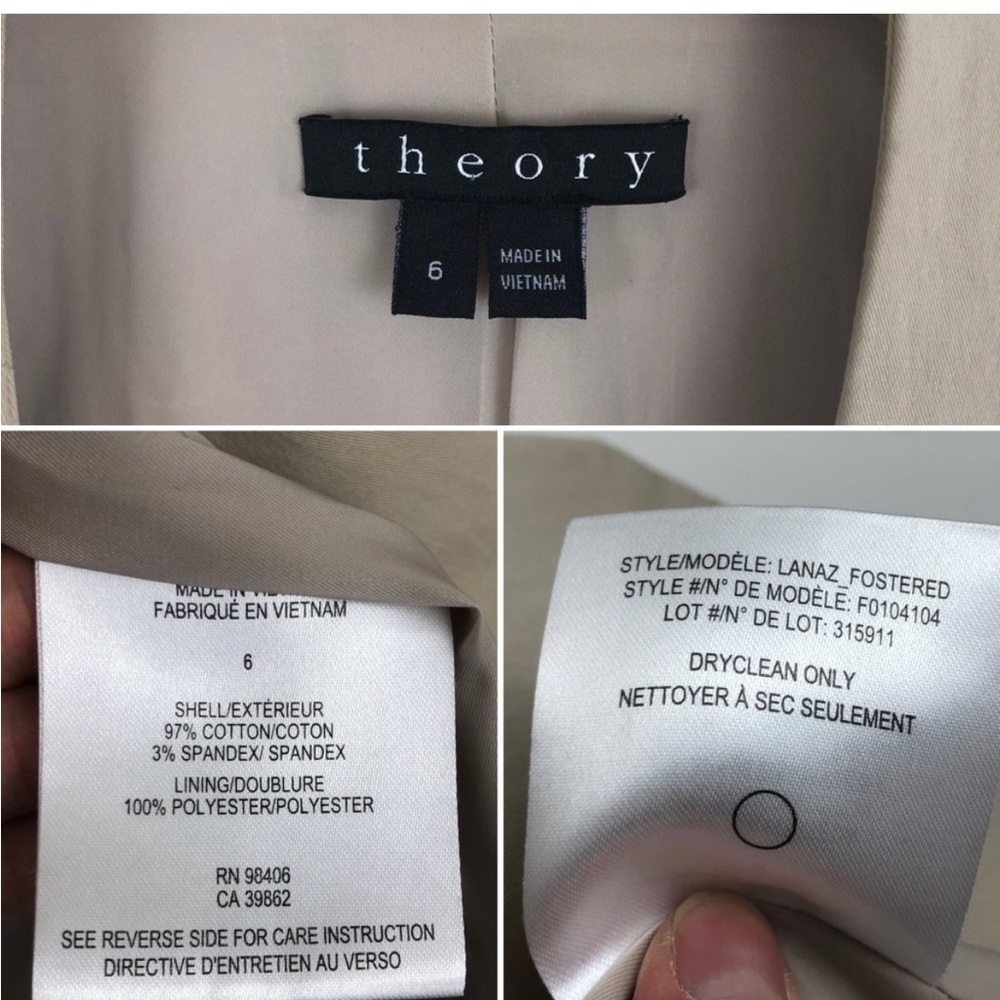 theory
6
MADE IN
VIETNAM
MADE IN
FABRIQUÉ EN VIETNAM
6
SHELL/EXTÉRIEUR
97% COTTON/COTON
3% SPANDEX/ SPANDEX
LINING/DOUBLURE
100% POLYESTER/POLYESTER
RN 98406
CA 39862
SEE REVERSE SIDE FOR CARE INSTRUCTION
DIRECTIVE D'ENTRETIEN AU VERSO
STYLE/MODÈLE: LANAZ_FOSTERED
STYLE #/N° DE MODÈLE: F0104104
LOT #/N° DE LOT: 315911
DRYCLEAN ONLY
NETTOYER À SEC SEULEMENT